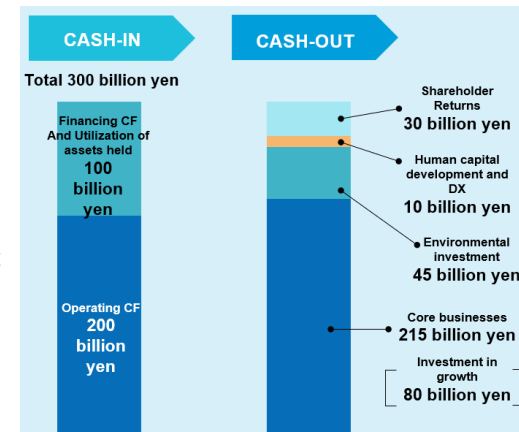 CASH-IN
CASH-OUT
Total 300 billion yen
Financing CF
And Utilization of
assets held
100
billion
yen
Operating CF
200
billion
yen
Shareholder
Returns
30 billion yen
Human capital
development and
DX
10 billion yen
Environmental
investment
45 billion yen
Core businesses
215 billion yen
Investment in
growth
80 billion yen